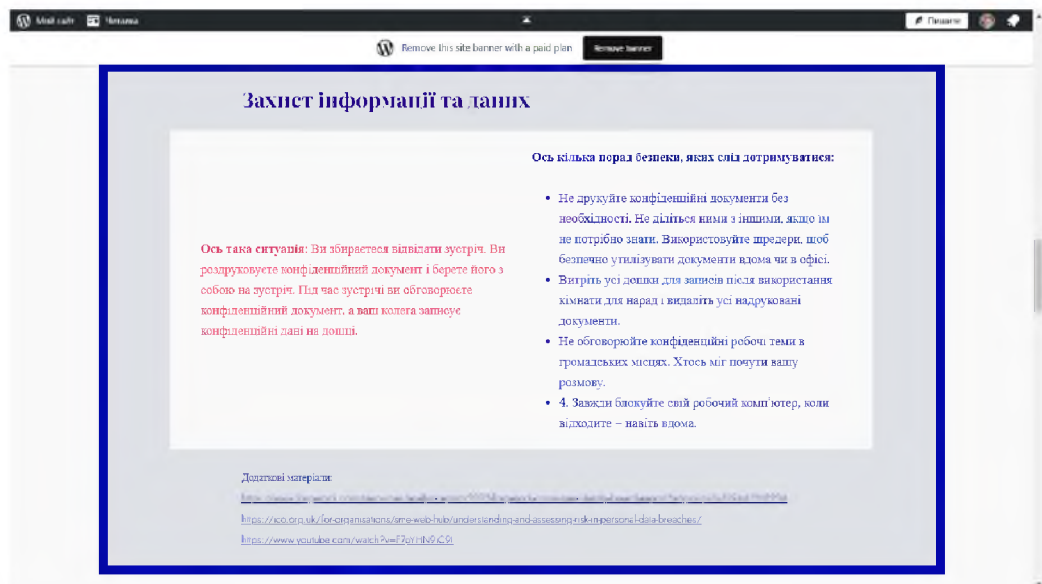 Мой сайт Читалка Пишите
Remove this site banner with a paid plan Remove banner
Захист інформації та даних
Ось така ситуація: Ви збираєтеся відвідати зустріч. Ви
роздруковуєте конфіденційний документ і берете його з
собою на зустріч. Під час зустрічі ви обговорюєте
конфіденційний документ, а ваш колега записує
конфіденційні дані на дошці.
Ось кілька порад безпеки, яких слід дотримуватися:
Не друкуйте конфіденційні документи без
необхідності. Не діліться ними з іншими, якщо їм
не потрібно знати. Використовуйте шредери, щоб
безпечно утилізувати документи вдома чи в офісі.
Витріть усі дошки для записів після використання
кімнати для нарад і видаліть усі надруковані
документи.
Не обговорюйте конфіденційні робочі теми в
громадських місцях. Хтось міг почути вашу
розмову.
4. Завжди блокуйте свій робочий комп'ютер, коли
відходите – навіть вдома.
Додаткові матеріали:
https://ico.org.uk/for-organisations/sme-web-hub/understanding-and-assessing-risk-in-personal-data-breaches/